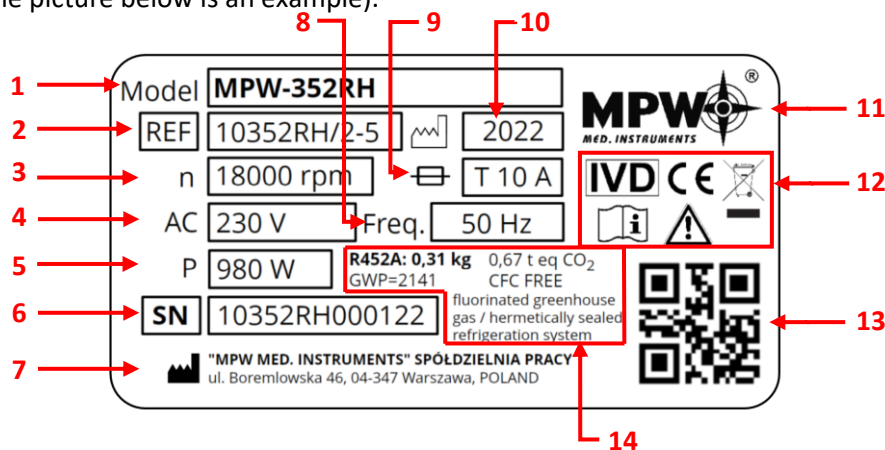 e picture below is an example).
8 9 10
1 Model MPW-352RH MPW ® 11
2 REF 10352RH/2-5 2022 MED. INSTRUMENTS
3 n 18000 rpm T 10 A IVD CE 12
4 AC 230 V Freq. 50 Hz
5 P 980 W R452A: 0,31 kg 0,67 t eq CO₂
GWP=2141 CFC FREE
fluorinated greenhouse
6 SN 10352RH000122 gas / hermetically sealed 13
refrigeration system
7 "MPW MED. INSTRUMENTS" SPÓŁDZIELNIA PRACY
ul. Boremlowska 46, 04-347 Warszawa, POLAND
14